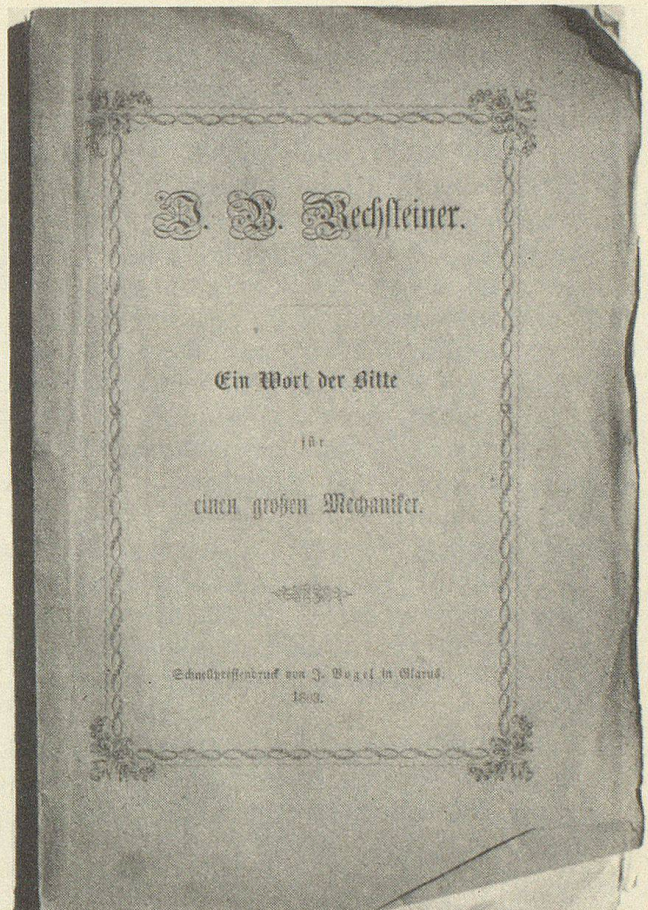 J. B. Rechsteiner.
Ein Wort der Bitte
für
einen großen Mechaniker.
Schnellpressendruck von J. Vogel in Glarus.